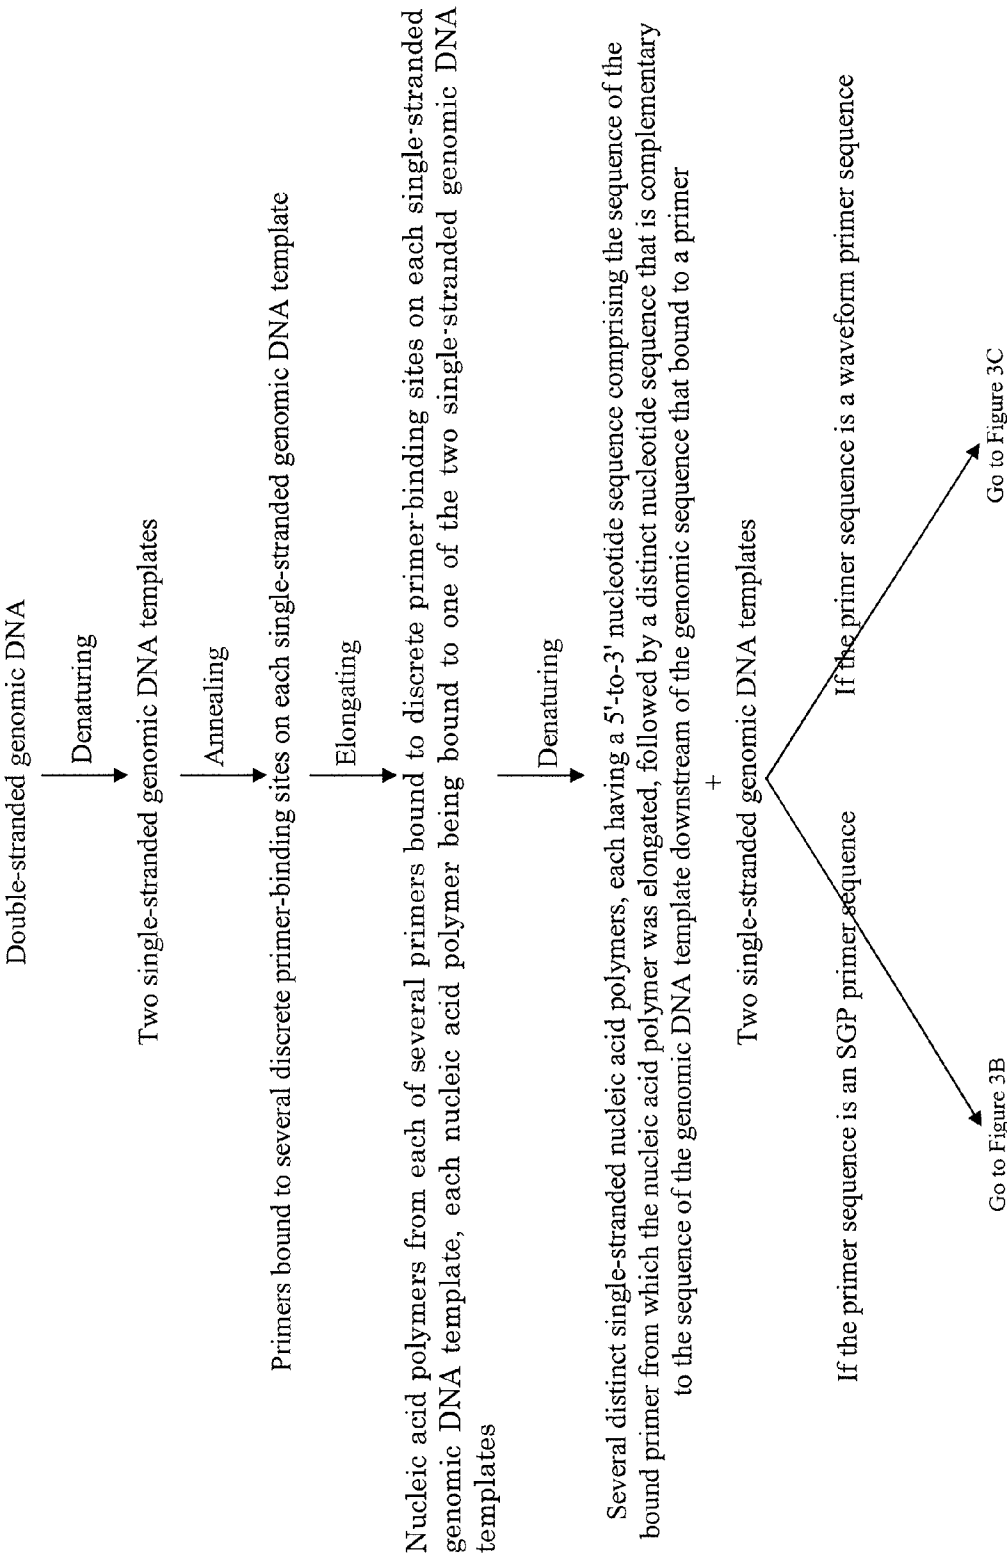 Double-stranded genomic DNA
Denaturing
Two single-stranded genomic DNA templates
Annealing
Primers bound to several discrete primer-binding sites on each single-stranded genomic DNA template
Elongating
Nucleic acid polymers from each of several primers bound to discrete primer-binding sites on each single-stranded
genomic DNA template, each nucleic acid polymer being bound to one of the two single-stranded genomic DNA
templates
Denaturing
Several distinct single-stranded nucleic acid polymers, each having a 5'-to-3' nucleotide sequence comprising the sequence of the
bound primer from which the nucleic acid polymer was elongated, followed by a distinct nucleotide sequence that is complementary
to the sequence of the genomic DNA template downstream of the genomic sequence that bound to a primer
+
Two single-stranded genomic DNA templates
If the primer sequence is an SGP primer sequence
If the primer sequence is a waveform primer sequence
Go to Figure 3B
Go to Figure 3C